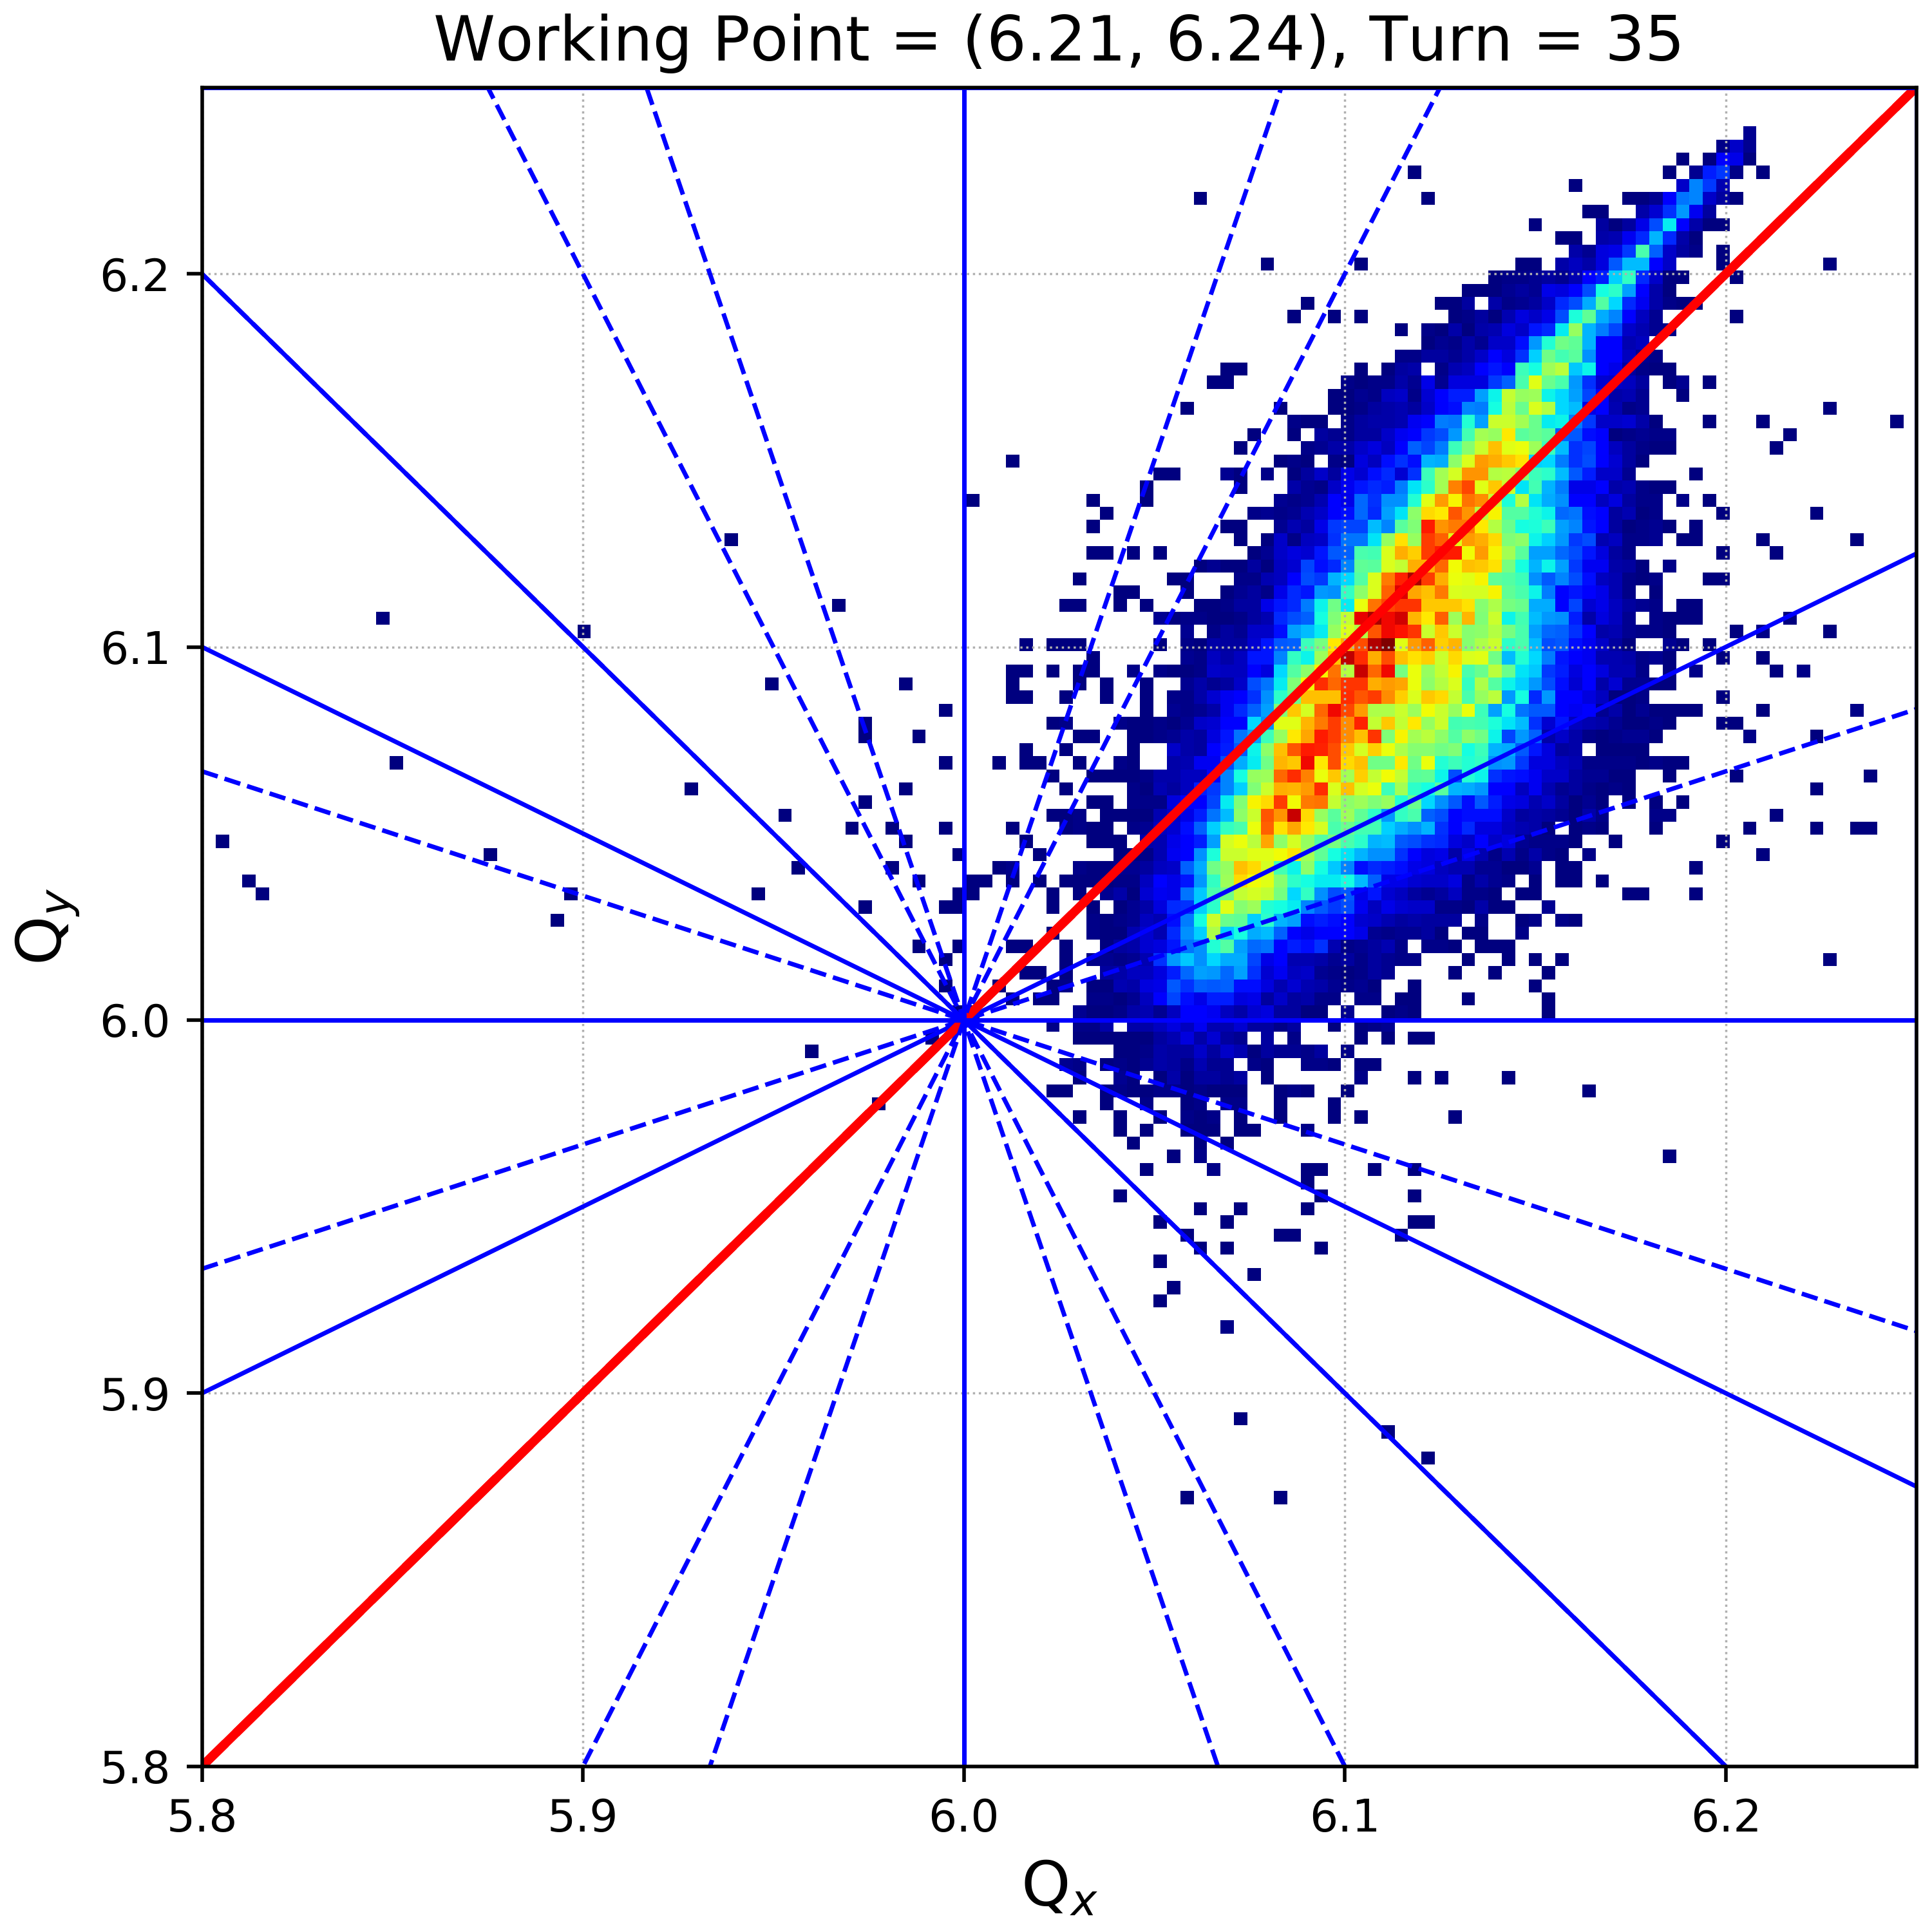 Working Point = (6.21, 6.24), Turn = 35
6.2
6.1
6.0
5.9
5.8
Qy
5.8 5.9 6.0 6.1 6.2
Qx